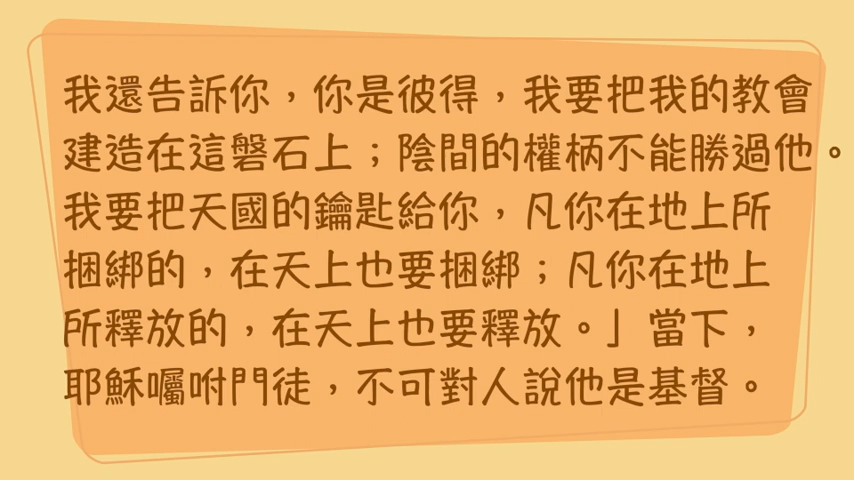 我還告訴你，你是彼得，我要把我的教會
建造在這磐石上；陰間的權柄不能勝過他。
我要把天國的鑰匙給你，凡你在地上所
捆綁的，在天上也要捆綁；凡你在地上
所釋放的，在天上也要釋放。」當下，
耶穌囑咐門徒，不可對人說他是基督。